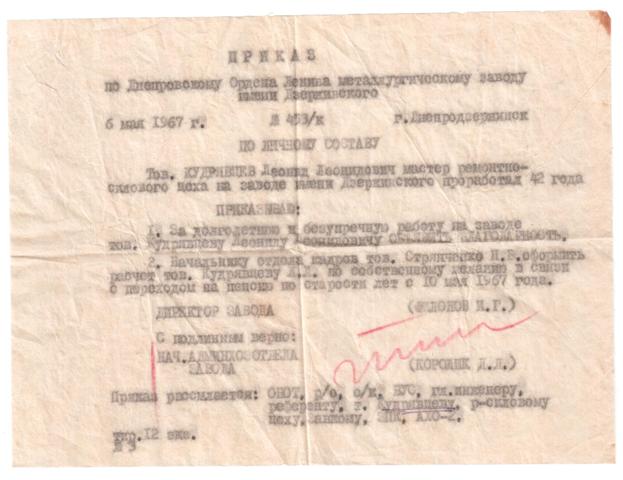 ПРИКАЗ
по Днепровскому Ордена Ленина металлургическому заводу
имени Дзержинского
6 мая 1967 г. № 453/к г.Днепродзержинск
ПО ЛИЧНОМУ СОСТАВУ
Тов. КУДРЯВЦЕВ Леонид Леонидович мастер ремонтно-
силового цеха на заводе имени Дзержинского проработал 42 года
ПРИКАЗЫВАЮ:
1. За долголетнюю и безупречную работу на заводе
тов. Кудрявцеву Леониду Леонидовичу ОБЪЯВИТЬ БЛАГОДАРНОСТЬ.
2. Начальнику отдела кадров тов. оформить
расчет тов. Кудрявцеву Л.Л. по собственному желанию в связи
с переходом на пенсию по старости лет с 10 мая 1967 года.
ДИРЕКТОР ЗАВОДА (ФИЛОНОВ И.Г.)
С подлинным верно:
НАЧ.АДМИНХОЗОТДЕЛА
ЗАВОДА (КОРОЛИК Д.Л.)
Приказ рассылается: р/о, с/к, гл.инженеру,
референту, т. Кудрявцеву, р-силовому
цеху, завкому, АХО-2.
тир.12 экз.